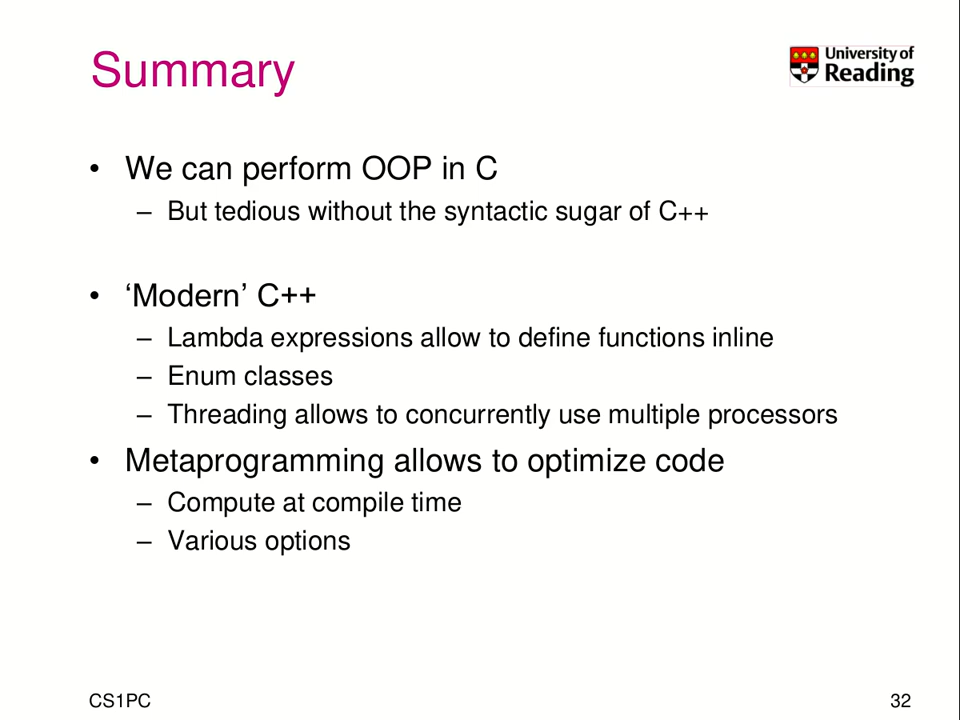 Summary
University of
Reading
• We can perform OOP in C
– But tedious without the syntactic sugar of C++
• ‘Modern’ C++
– Lambda expressions allow to define functions inline
– Enum classes
– Threading allows to concurrently use multiple processors
• Metaprogramming allows to optimize code
– Compute at compile time
– Various options
CS1PC
32